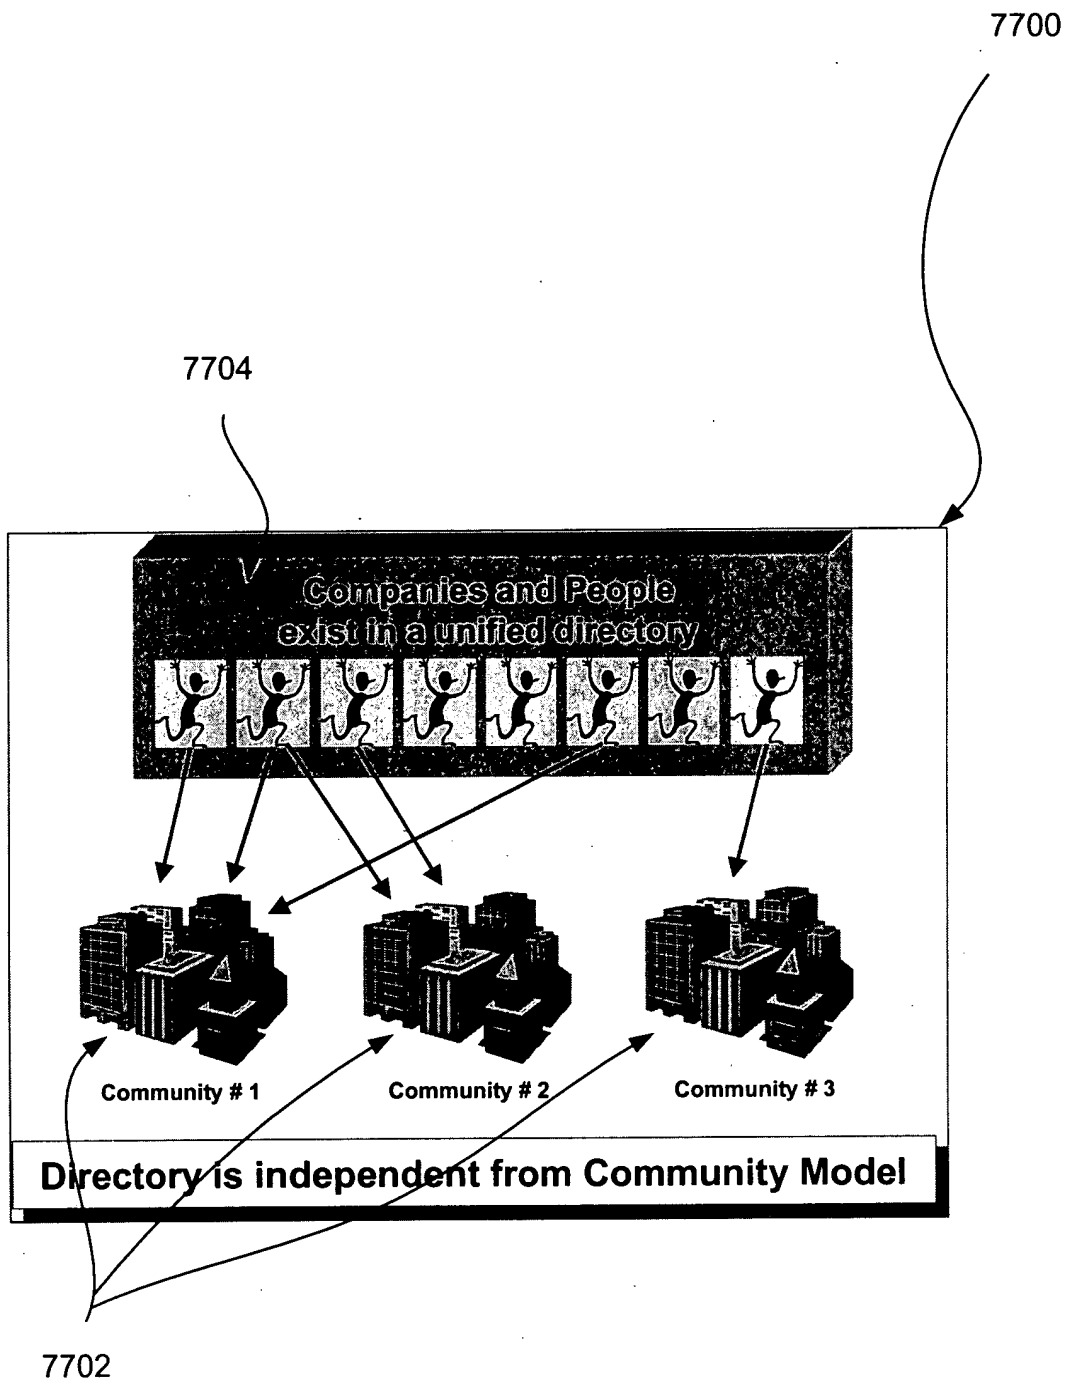 7700
7704
Companies and People
exist in a unified directory
Community # 1
Community # 2
Community # 3
Directory is independent from Community Model
7702